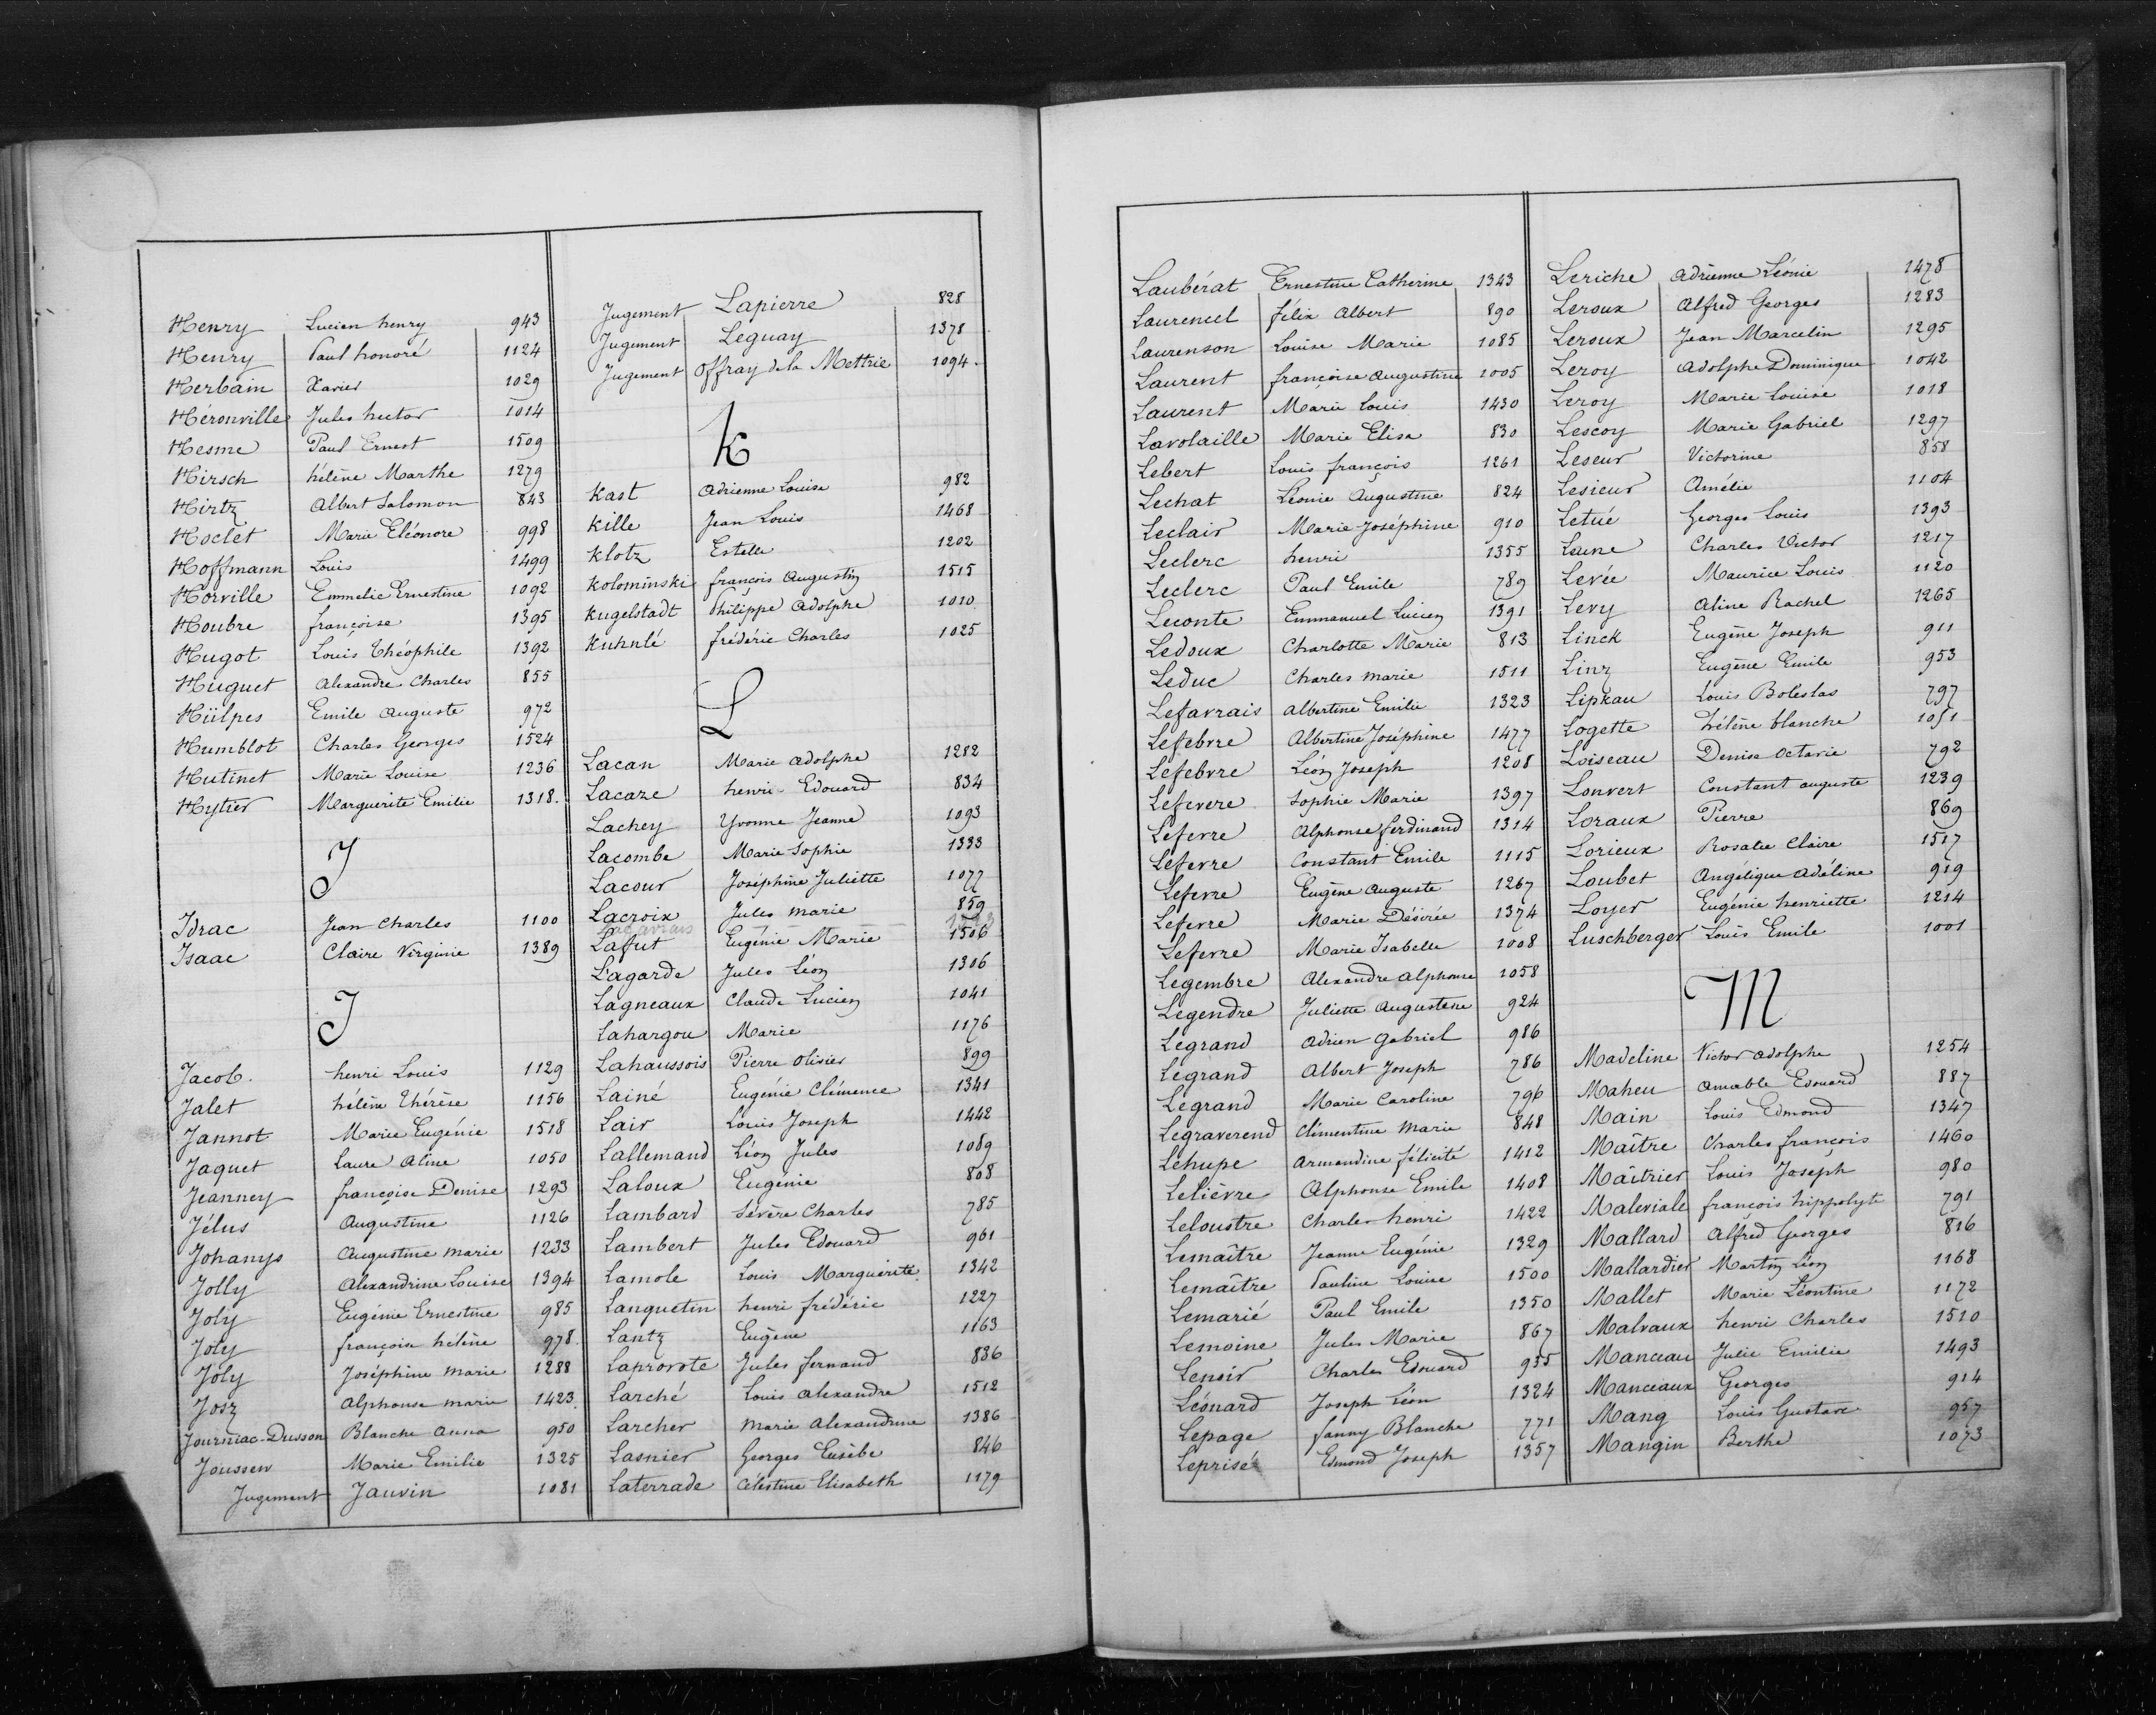 Henry Lucien henry 943
Henry Paul honoré 1124
Herbain Xavier 1029
Héronville Jules hector 1014
Hesme Paul Ernest 1509
Hirsch hélène Marthe 1279
Hirtz Albert Salomon 843
Hoclet Marie Eléonore 998
Hoffmann Louis 1499
Horville Emmelie Ernestine 1092
Houbre françoise 1395
Hugot Louis Théophile 1392
Huguet Alexandre Charles 855
Hülpes Emile Auguste 972
Humblot Charles Georges 1524
Hutinet Marie Louise 1236
Hytier Marguerite Emilie 1318.
I
Idrac Jean Charles 1100
Isaac Claire Virginie 1389
J
Jacob. henri Louis 1129
Jalet hélène Thérèse 1156
Jannot Marie Eugénie 1518
Jaquet Laure Aline 1050
Jeanney françoise Denise 1293
Jélus Augustine 1126
Johanys Augustine Marie 1233
Jolly Alexandrine Louise 1394
Joly Eugénie Ernestine 985
Joly françoise hélène 978.
Joly Joséphine Marie 1288
Josz Alphonse Marie 1423.
Journiac-Dusson Blanche Anna 950
Joussen Marie Emilie 1325
Jugement Jauvin 1081
Jugement Lapierre 828
Jugement Leguay 1378
Jugement Offray de la Mettrie 1094.
K
Kast Adrienne Louise 982
Kille Jean Louis 1468
Klotz Estelle 1202
Kolominski françois Augustin 1515
Kugelstadt Philippe Adolphe 1010
Kuhnlé frédéric Charles 1025
L
Lacan Marie Adolphe 1282
Lacaze henri Edouard 834
Lachey Yvonne Jeanne 1093
Lacombe Marie Sophie 1333
Lacour Joséphine Juliette 1077
Lacroix Jules Marie 859
Lafut Eugénie Marie 1506
Lagarde Jules Léon 1306
Lagneaux Claude Lucien 1041
Lahargou Marie 1176
Lahaussois Pierre Olivier 899
Lainé Eugénie Clémence 1341
Lair Louis Joseph 1442
Lallemand Léon Jules 1089
Laloux Eugénie 808
Lambard Sévère Charles 785
Lambert Jules Edouard 961
Lamole Louis Marguerite 1342
Languetin henri frédéric 1227
Lantz Eugène 1163
Laprovote Jules fernand 836
Larché Louis Alexandre 1512
Larcher Marie Alexandrine 1386
Lasnier Georges Eusèbe 846
Laterrade Célestine Elisabeth 1179
Laubérat Ernestine Catherine 1343
Laurencel félix Albert 890
Laurenson Louise Marie 1085
Laurent françoise Augustine 1005
Laurent Marie Louis 1430
Lavolaille Marie Elisa 830
Lebert Louis françois 1261
Lechat Léonie Augustine 824
Leclair Marie Joséphine 910
Leclerc henri 1355
Leclerc Paul Emile 789
Leconte Emmanuel Lucien 1391
Ledoux Charlotte Marie 813
Leduc Charles Marie 1511
Lefavrais Albertine Emilie 1323
Lefebvre Albertine Joséphine 1477
Lefebvre Léon Joseph 1208
Lefevere Sophie Marie 1397
Lefevre Alphonse ferdinand 1314
Lefevre Constant Emile 1115
Lefevre Eugène Auguste 1267
Lefevre Marie Désirée 1374
Lefevre Marie Isabelle 1008
Legembre Alexandre Alphonse 1058
Legendre Juliette Augustine 924
Legrand Adrien Gabriel 986
Legrand Albert Joseph 786
Legrand Marie Caroline 796
Legraverend Clémentine Marie 848
Lehupe Armandine félicité 1412
Lelièvre Alphonse Emile 1408
Leloustre Charles henri 1422
Lemaître Jeanne Eugénie 1329
Lemaître Pauline Louise 1500
Lemarié Paul Emile 1350
Lemoine Jules Marie 867
Lenoir Charles Edouard 955
Léonard Joseph Léon 1324
Lepage fanny Blanche 771
Leprisé Edmond Joseph 1357
Leriche Adrienne Léonie 1478
Leroux Alfred Georges 1283
Leroux Jean Marcelin 1295
Leroy Adolphe Dominique 1042
Leroy Marie Louise 1018
Lescoy Marie Gabriel 1297
Leseur Victorine 858
Lesieur Amélie 1104
Letué Georges Louis 1393
Leune Charles Victor 1217
Levée Maurice Louis 1120
Levy Aline Rachel 1265
Linck Eugène Joseph 911
Linz Eugène Emile 953
Lipkau Louis Boleslas 797
Logette hélène blanche 1051
Loiseau Denise Octavie 792
Lonvert Constant Auguste 1239
Loraux Pierre 869
Lorieux Rosalie Claire 1517
Loubet Angélique Adéline 919
Loyer Eugénie henriette 1214
Luschberger Louis Emile 1001
M
Madeline Victor Adolphe 1254
Maheu Amable Edouard 887
Main Louis Edmond 1347
Maître Charles françois 1460
Maîtrier Louis Joseph 980
Maleviale françois hippolyte 791
Mallard Alfred Georges 816
Mallardier Martin Léon 1168
Mallet Marie Léontine 1172
Malvaux henri Charles 1510
Manceau Julie Emilie 1493
Manceaux Georges 914
Mang Louis Gustave 957
Mangin Berthe 1073